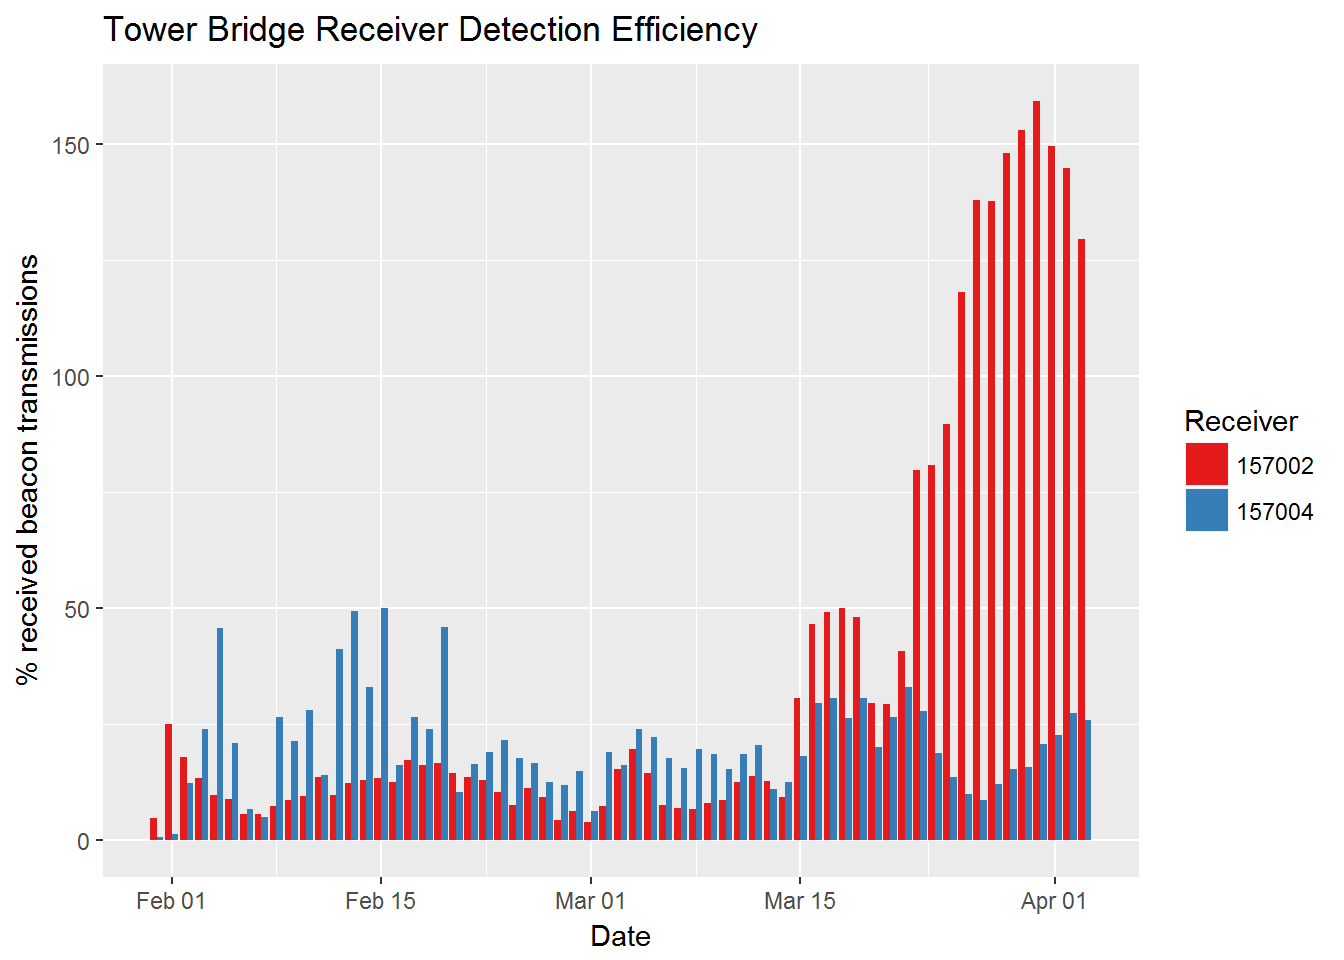 Tower Bridge Receiver Detection Efficiency
% received beacon transmissions
150
100
50
0
Feb 01
Feb 15
Mar 01
Mar 15
Apr 01
Date
Receiver
157002
157004